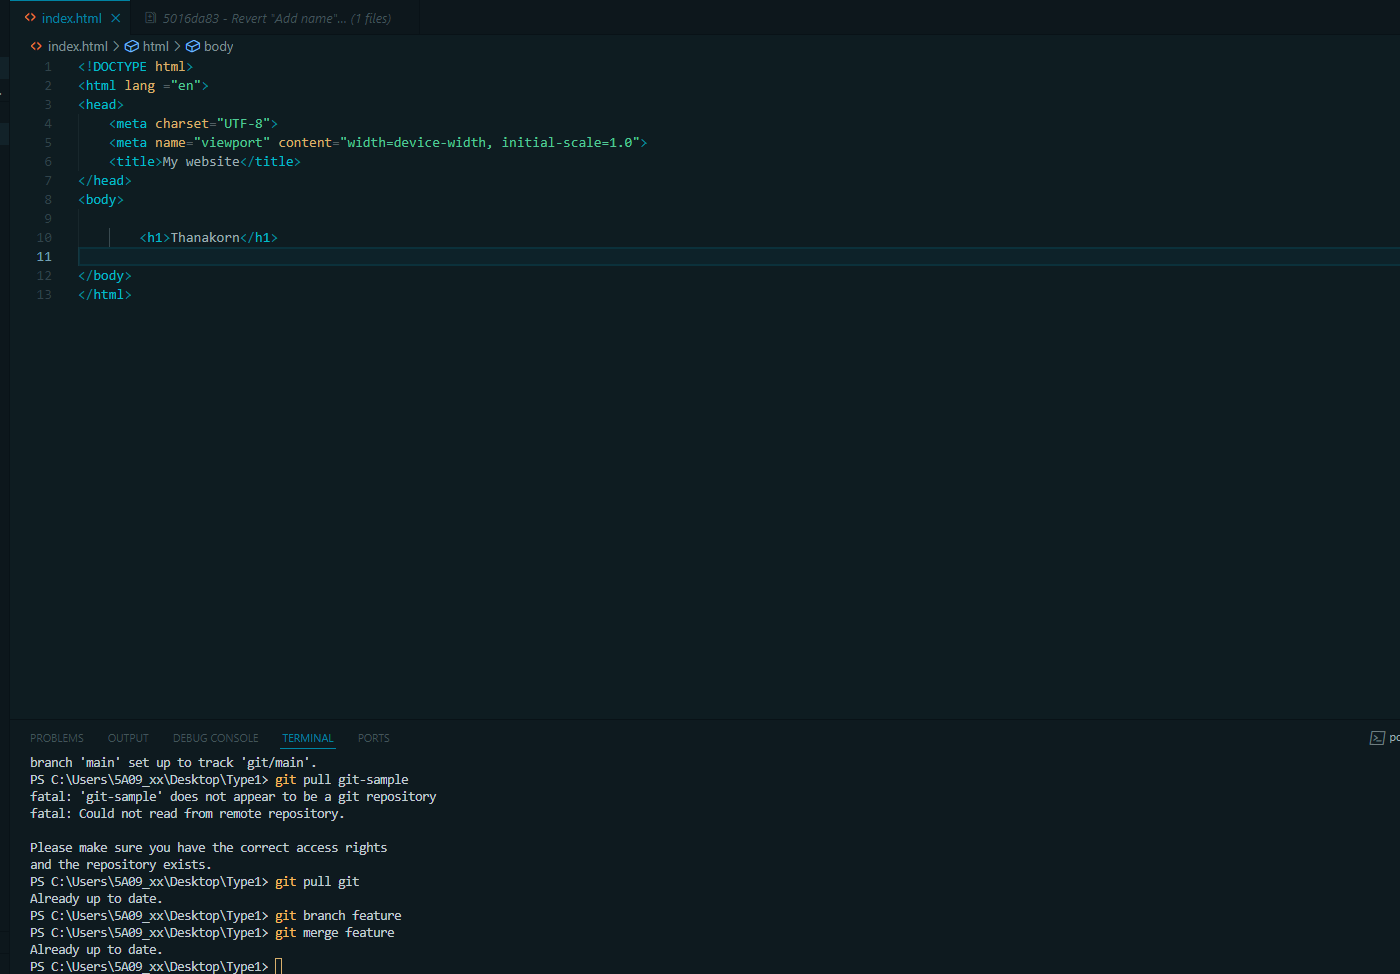 index.html
5016da83 - Revert "Add name"... (1 files)
index.html > html > body
1 <!DOCTYPE html>
2 <html lang ="en">
3 <head>
4 <meta charset="UTF-8">
5 <meta name="viewport" content="width=device-width, initial-scale=1.0">
6 <title>My website</title>
7 </head>
8 <body>
9
10 <h1>Thanakorn</h1>
11
12 </body>
13 </html>
PROBLEMS OUTPUT DEBUG CONSOLE TERMINAL PORTS
branch 'main' set up to track 'git/main'.
PS C:\Users\5A09_xx\Desktop\Type1> git pull git-sample
fatal: 'git-sample' does not appear to be a git repository
fatal: Could not read from remote repository.
Please make sure you have the correct access rights
and the repository exists.
PS C:\Users\5A09_xx\Desktop\Type1> git pull git
Already up to date.
PS C:\Users\5A09_xx\Desktop\Type1> git branch feature
PS C:\Users\5A09_xx\Desktop\Type1> git merge feature
Already up to date.
PS C:\Users\5A09_xx\Desktop\Type1>